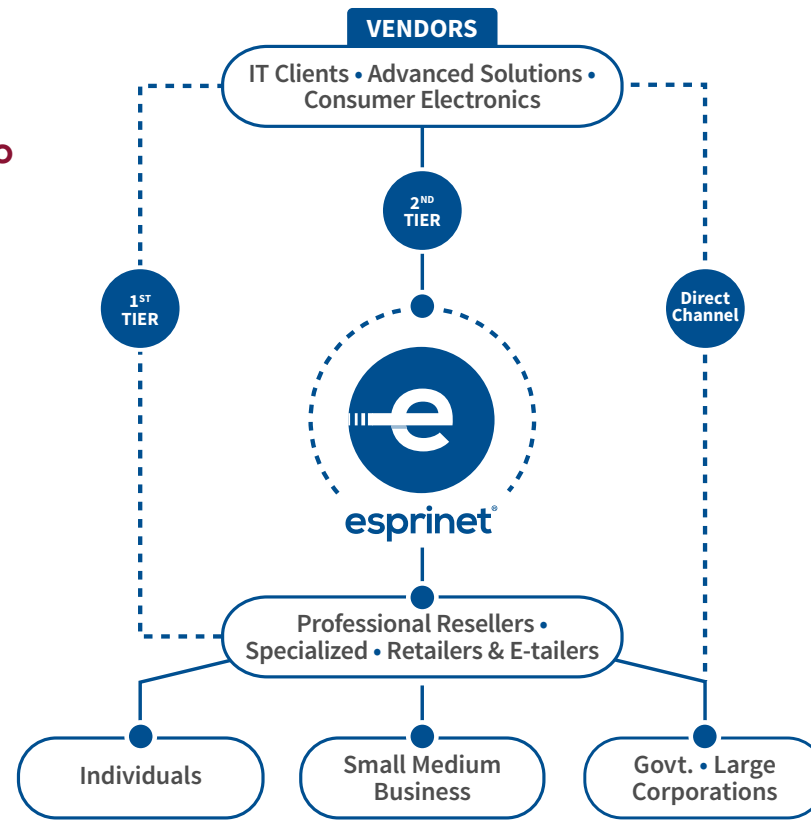 VENDORS
IT Clients • Advanced Solutions •
Consumer Electronics
2ND
TIER
1ST
TIER
Direct
Channel
e
esprinet®
Professional Resellers •
Specialized • Retailers & E-tailers
Individuals
Small Medium
Business
Govt. • Large
Corporations